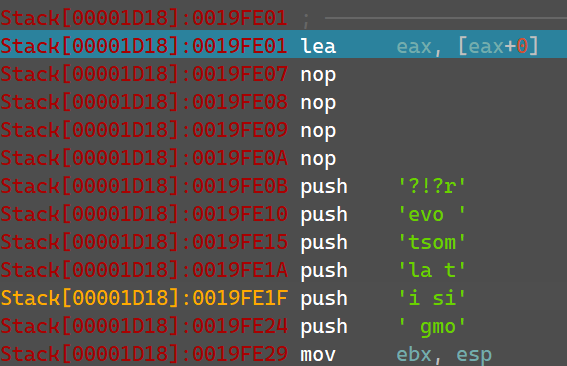 Stack[00001D18]:0019FE01 ;
Stack[00001D18]:0019FE01 lea eax, [eax+0]
Stack[00001D18]:0019FE07 nop
Stack[00001D18]:0019FE08 nop
Stack[00001D18]:0019FE09 nop
Stack[00001D18]:0019FE0A nop
Stack[00001D18]:0019FE0B push '?!?r'
Stack[00001D18]:0019FE10 push 'evo '
Stack[00001D18]:0019FE15 push 'tsom'
Stack[00001D18]:0019FE1A push 'la t'
Stack[00001D18]:0019FE1F push 'i si'
Stack[00001D18]:0019FE24 push ' gmo'
Stack[00001D18]:0019FE29 mov ebx, esp